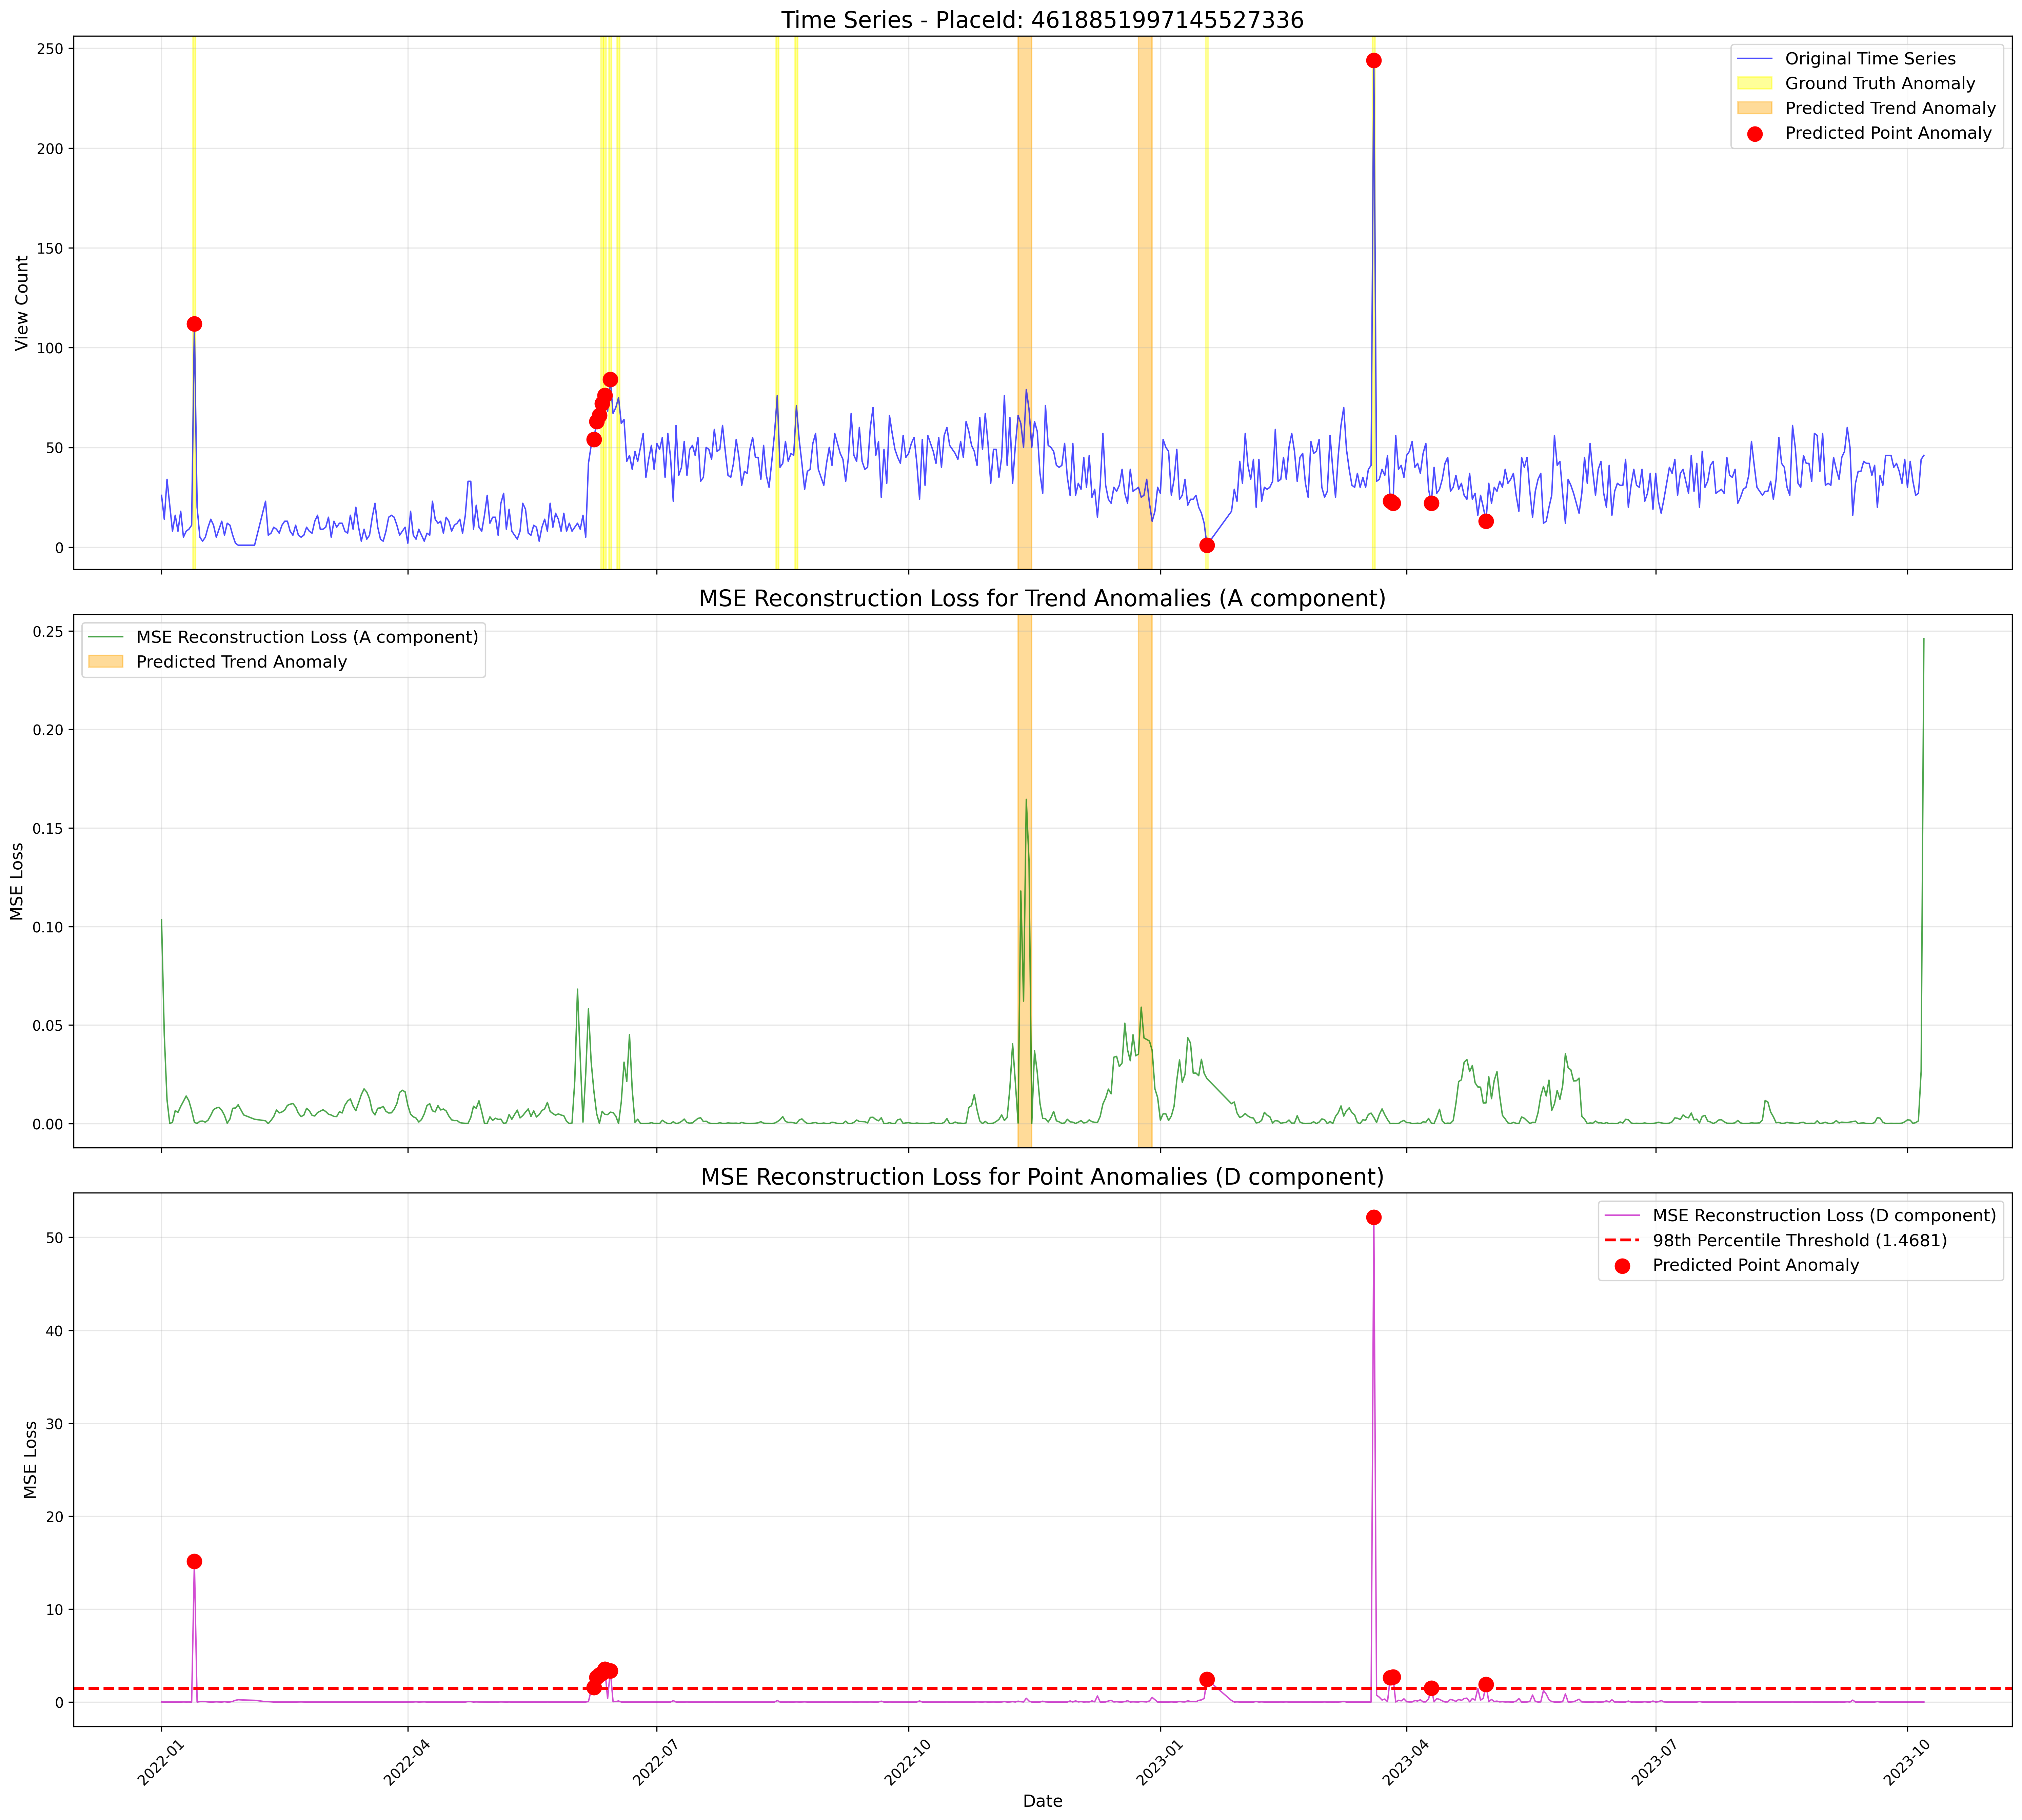 Time Series - PlaceId: 4618851997145527336
250
200
150
100
50
0
View Count
Original Time Series
Ground Truth Anomaly
Predicted Trend Anomaly
Predicted Point Anomaly
MSE Reconstruction Loss for Trend Anomalies (A component)
0.25
0.20
0.15
0.10
0.05
0.00
MSE Loss
MSE Reconstruction Loss (A component)
Predicted Trend Anomaly
MSE Reconstruction Loss for Point Anomalies (D component)
50
40
30
20
10
0
MSE Loss
MSE Reconstruction Loss (D component)
98th Percentile Threshold (1.4681)
Predicted Point Anomaly
2022-01
2022-04
2022-07
2022-10
2023-01
2023-04
2023-07
2023-10
Date